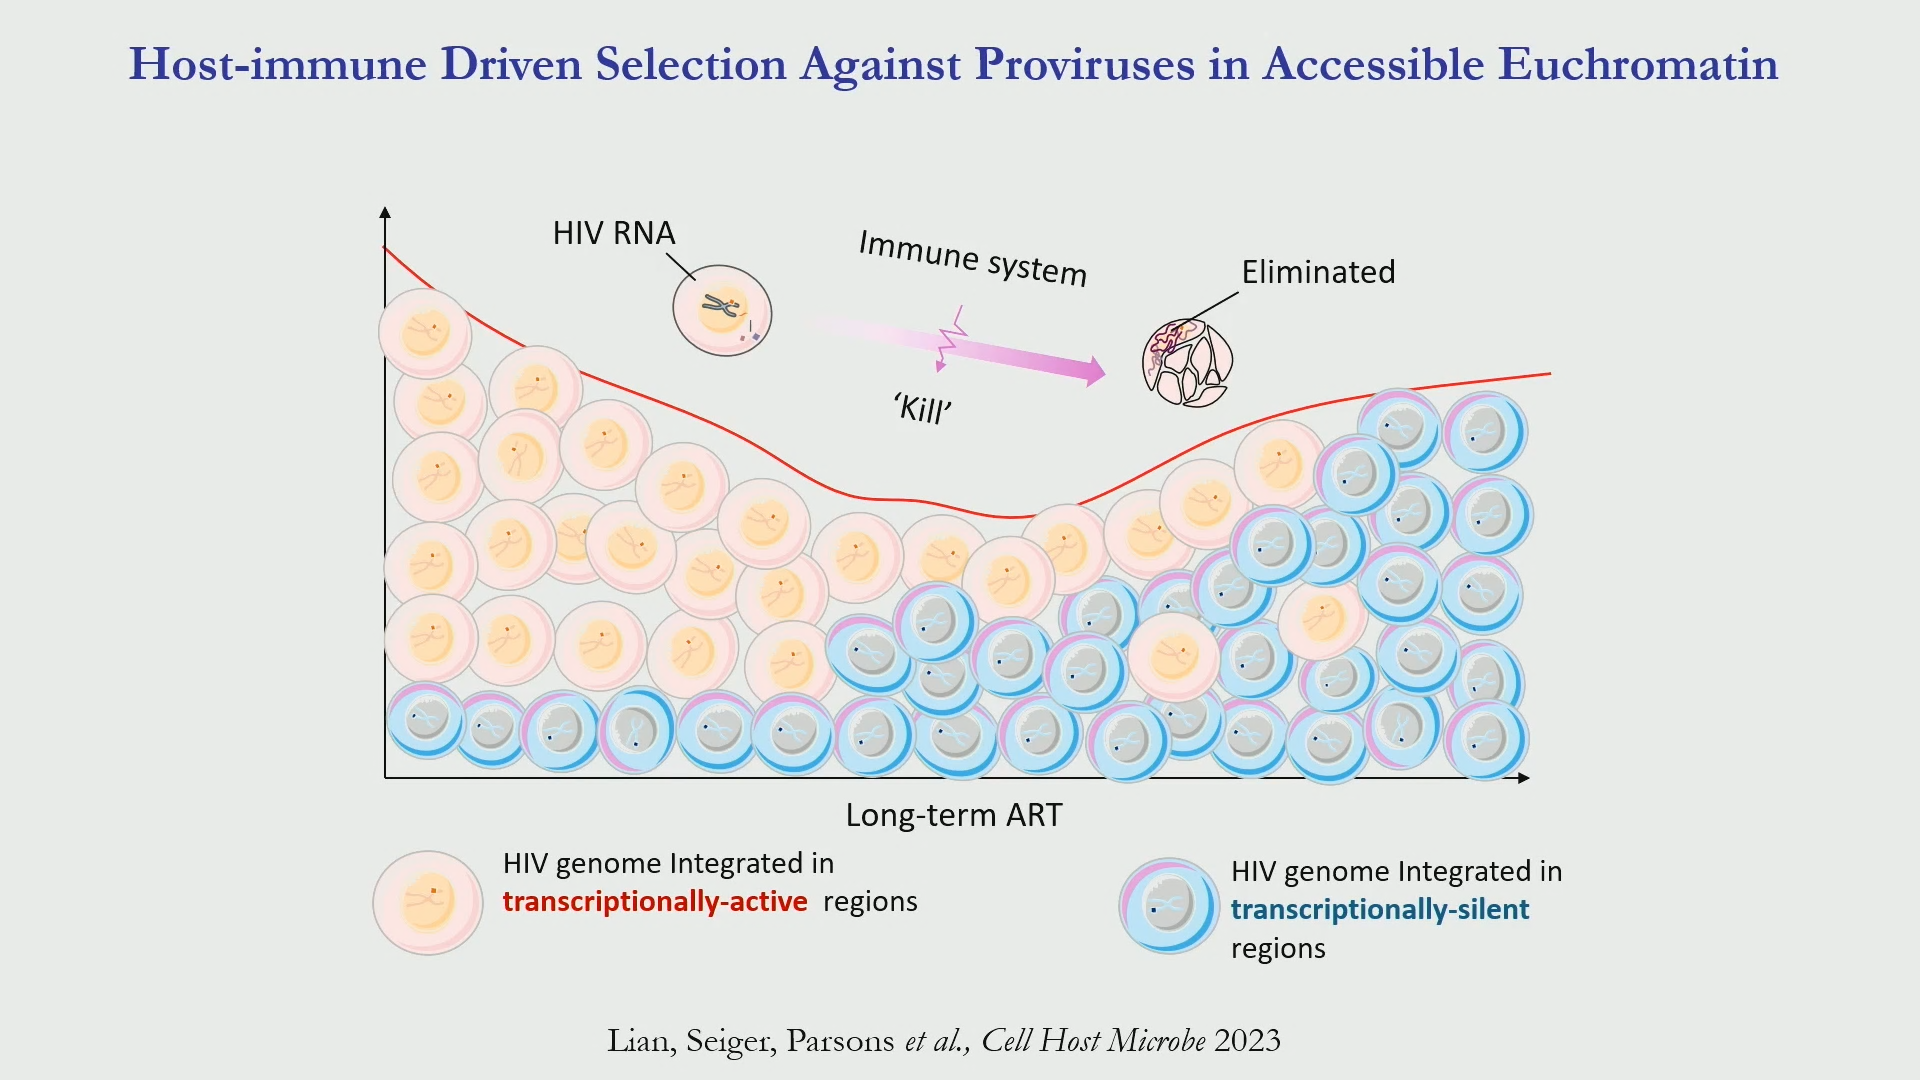 Host-immune Driven Selection Against Proviruses in Accessible Euchromatin
HIV RNA
Immune system
Eliminated
‘Kill’
Long-term ART
HIV genome Integrated in
transcriptionally-active regions
HIV genome Integrated in
transcriptionally-silent
regions
Lian, Seiger, Parsons et al., Cell Host Microbe 2023